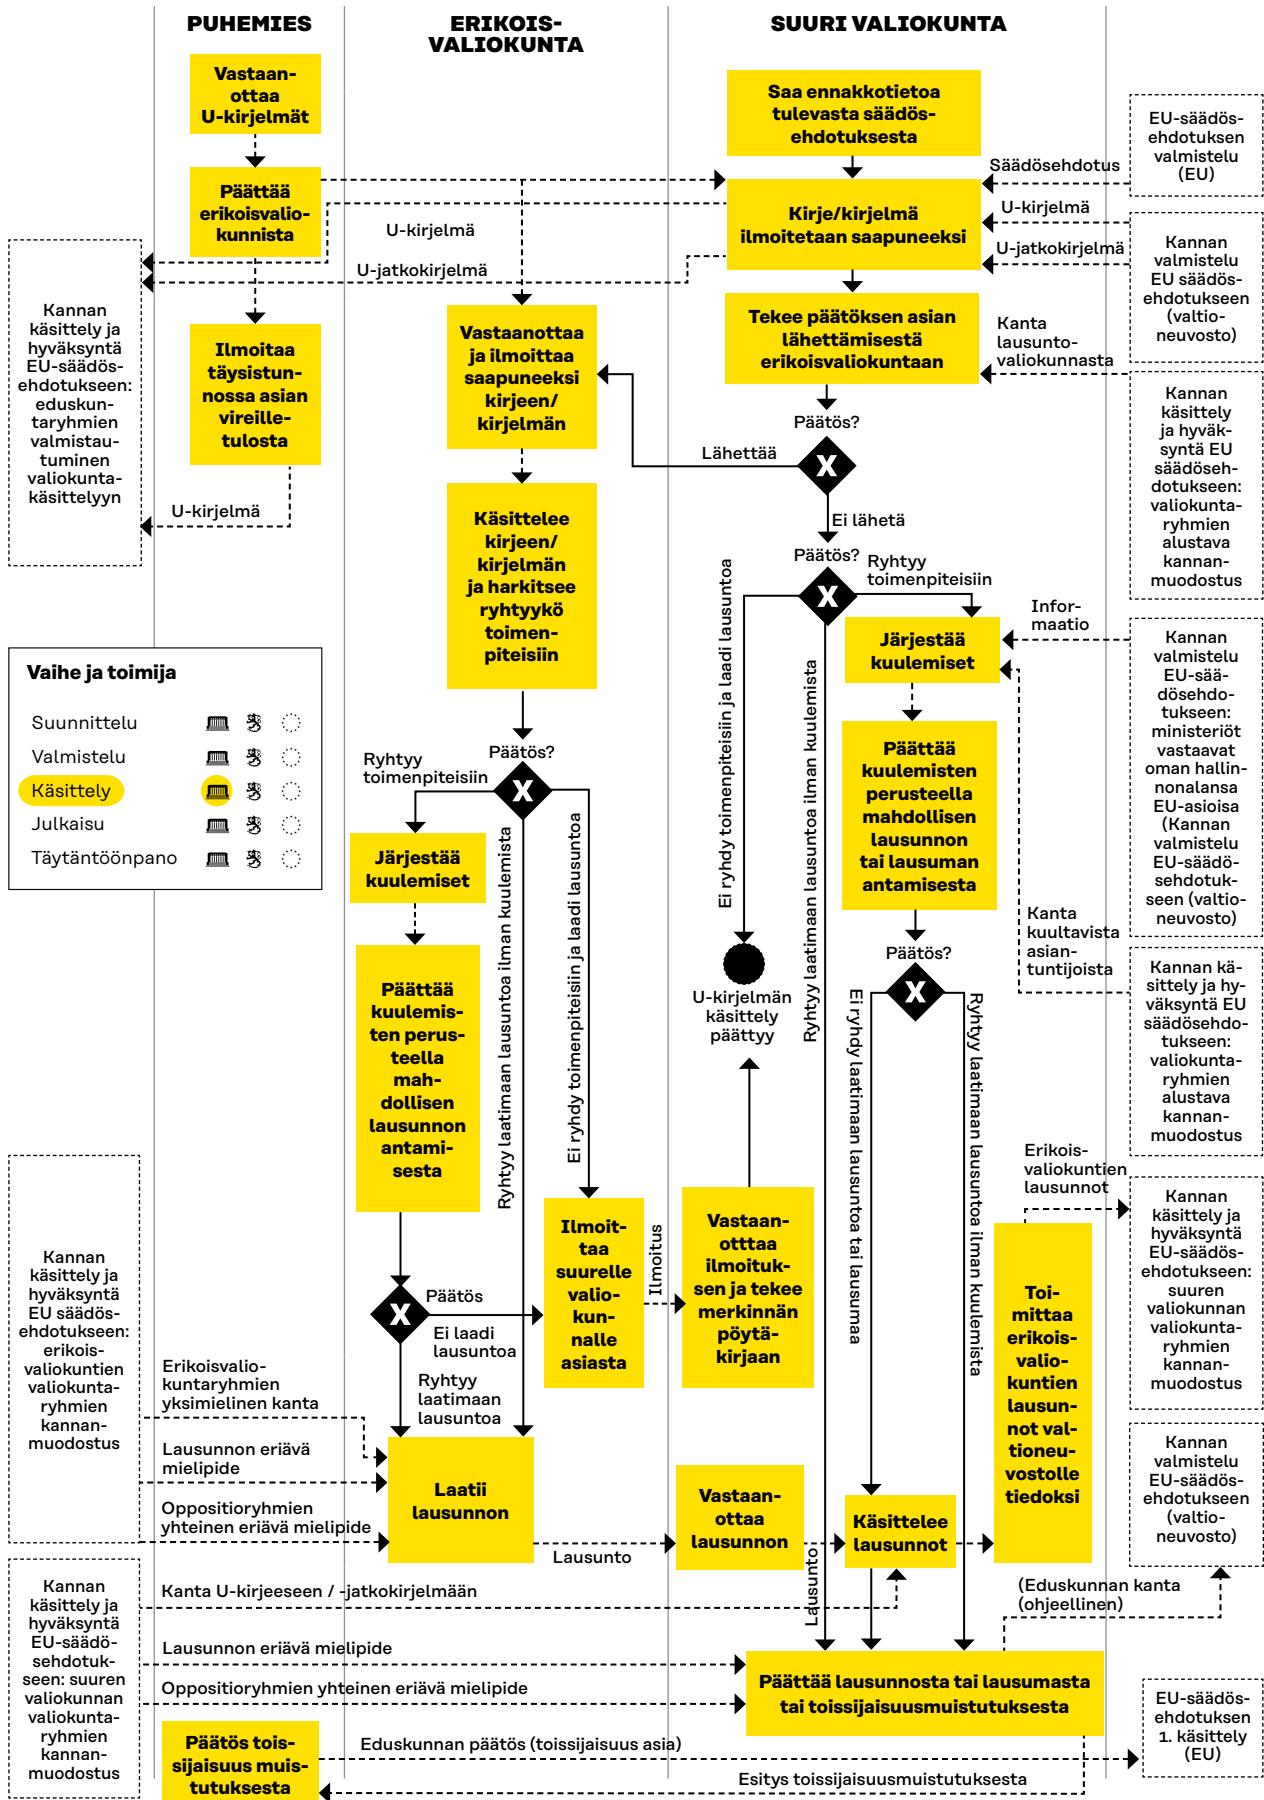 PUHEMIES
ERIKOIS-
VALIOKUNTA
SUURI VALIOKUNTA
Vastaan-
ottaa
U-kirjelmät
Päättää
erikoisvalio-
kunnista
Ilmoitaa
täysistun-
nossa asian
vireille-
tulosta
U-kirjelmä
U-kirjelmä
U-jatkokirjelmä
Kannan
käsittely ja
hyväksyntä
EU-säädös-
ehdotukseen:
eduskun-
taryhmien
valmistau-
tuminen
valiokunta-
käsittelyyn
Vaihe ja toimija
Suunnittelu
Valmistelu
Käsittely
Julkaisu
Täytäntöönpano
Vastaanottaa
ja ilmoittaa
saapuneeksi
kirjeen/
kirjelmän
Käsittelee
kirjeen/
kirjelmän
ja harkitsee
ryhtyykö
toimen-
piteisiin
Päätös?
X
Ryhtyy
toimenpiteisiin
Ryhtyy laatimaan lausuntoa ilman kuulemista
Ei ryhdy toimenpiteisiin ja laadi lausuntoa
Järjestää
kuulemiset
Päättää
kuulemis-
ten perus-
teella
mah-
dollisen
lausunnon
antami-
sesta
X
Päätös
Ei laadi
lausuntoa
Ryhtyy
laatimaan
lausuntoa
Ilmoit-
taa
suurelle
valio-
kun-
nalle
asiasta
Ilmoitus
Laatii
lausunnon
Lausunto
Saa ennakkotietoa
tulevasta säädös-
ehdotuksesta
Kirje/kirjelmä
ilmoitetaan saapuneeksi
Tekee päätöksen asian
lähettämisestä
erikoisvaliokuntaan
Päätös?
X
Lähettää
Ei lähetä
Päätös?
X
Ryhtyy
toimenpiteisiin
Ei ryhdy toimenpiteisiin ja laadi lausuntoa
Ryhtyy laatimaan lausuntoa ilman kuulemista
Järjestää
kuulemiset
Päättää
kuulemisten
perusteella
mahdollisen
lausunnon
tai lausuman
antamisesta
Päätös?
X
Ei ryhdy laatimaan lausuntoa tai lausumaa
Ryhtyy laatimaan lausuntoa ilman kuulemista
U-kirjelmän
käsittely
päättyy
Vastaan-
otttaa
ilmoituk-
sen ja tekee
merkinnän
pöytä-
kirjaan
Vastaan-
ottaa
lausunnon
Lausunto
Käsittelee
lausunnot
Toi-
mittaa
erikois-
valio-
kuntien
lausun-
not val-
tioneu-
vostolle
tiedoksi
Päättää lausunnosta tai lausumasta
tai toissijaisuusmuistutuksesta
Säädösehdotus
U-kirjelmä
U-jatkokirjelmä
Kanta
lausunto-
valiokunnasta
Infor-
maatio
Kanta
kuultavista
asian-
tuntijoista
Erikois-
valiokuntien
lausunnot
(Eduskunnan kanta
(ohjeellinen)
EU-säädös-
ehdotuksen
valmistelu
(EU)
Kannan
valmistelu
EU säädös-
ehdotukseen
(valtio-
neuvosto)
Kannan
käsittely
ja hyväk-
syntä EU
säädöseh-
dotukseen:
valiokunta-
ryhmien
alustava
kannan-
muodostus
Kannan
valmistelu
EU-sää-
dösehdo-
tukseen:
ministeriöt
vastaavat
oman hallin-
nonalansa
EU-asioisa
(Kannan
valmistelu
EU-säädö-
sehdotuk-
seen (valtio-
neuvosto)
Kannan kä-
sittely ja hy-
väksyntä EU
säädösehdo-
tukseen:
valiokunta-
ryhmien
alustava
kannan-
muodostus
Kannan
käsittely ja
hyväksyntä
EU-säädös-
ehdotukseen:
suuren
valiokunnan
valiokunta-
ryhmien
kannan-
muodostus
Kannan
valmistelu
EU-säädös-
ehdotukseen
(valtio-
neuvosto)
EU-säädös-
ehdotuksen
1. käsittely
(EU)
Kannan
käsittely ja
hyväksyntä
EU säädös-
ehdotukseen:
erikois-
valiokuntien
valiokunta-
ryhmien
kannan-
muodostus
Erikoisvalio-
kuntaryhmien
yksimielinen kanta
Lausunnon eriävä
mielipide
Oppositioryhmien
yhteinen eriävä mielipide
Kannan
käsittely ja
hyväksyntä
EU-säädö-
sehdotuk-
seen: suuren
valiokunnan
valiokunta-
ryhmien
kannan-
muodostus
Kanta U-kirjeeseen / -jatkokirjelmään
Lausunnon eriävä mielipide
Oppositioryhmien yhteinen eriävä mielipide
Päätös tois-
sijaisuus muis-
tutuksesta
Eduskunnan päätös (toissijaisuus asia)
Esitys toissijaisuusmuistutuksesta